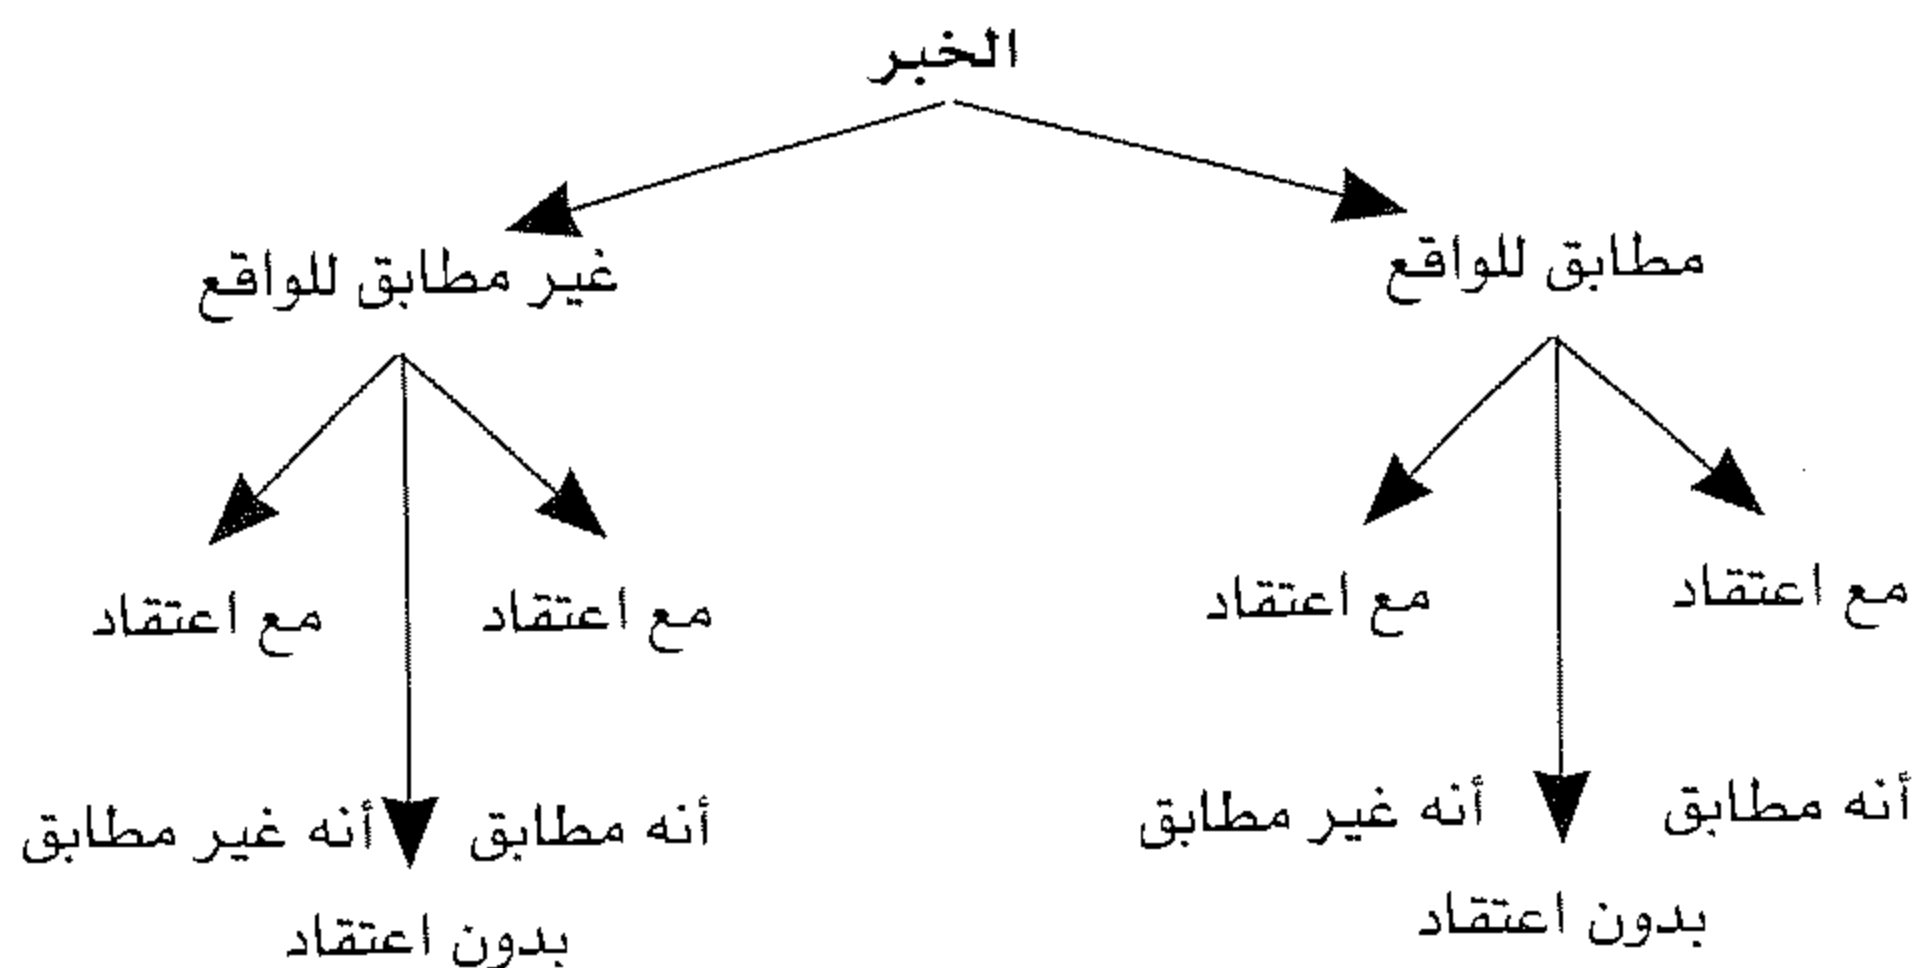 الخبر
مطابق للواقع
غير مطابق للواقع
مع اعتقاد
مع اعتقاد
مع اعتقاد
مع اعتقاد
أنه مطابق
أنه غير مطابق
أنه مطابق
أنه غير مطابق
بدون اعتقاد
بدون اعتقاد